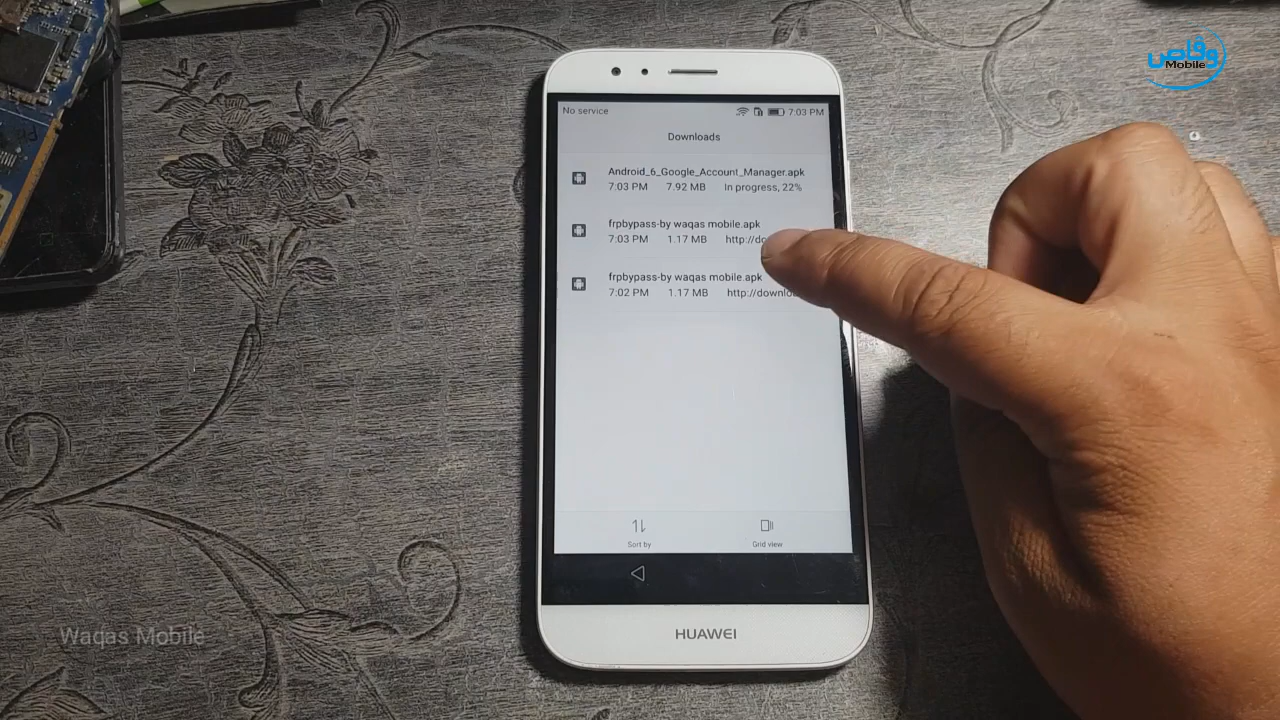 وقاص
Mobile
No service 7:03 PM
Downloads
Android_6_Google_Account_Manager.apk
7:03 PM 7.92 MB In progress, 22%
frpbypass-by waqas mobile.apk
7:03 PM 1.17 MB http://do
frpbypass-by waqas mobile.apk
7:02 PM 1.17 MB http://downlo
Sort by Grid view
HUAWEI
Waqas Mobile